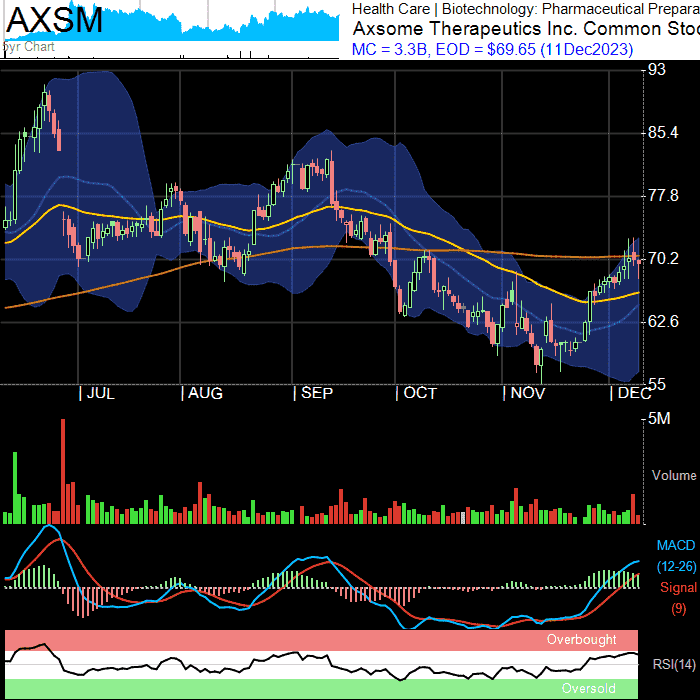 AXSM
5yr Chart
Health Care | Biotechnology: Pharmaceutical Prepara
Axsome Therapeutics Inc. Common Stoc
MC = 3.3B, EOD = $69.65 (11Dec2023)
93
85.4
77.8
70.2
62.6
55
| JUL | AUG | SEP | OCT | NOV | DEC
5M
Volume
MACD
(12-26)
Signal
(9)
Overbought
RSI(14)
Oversold